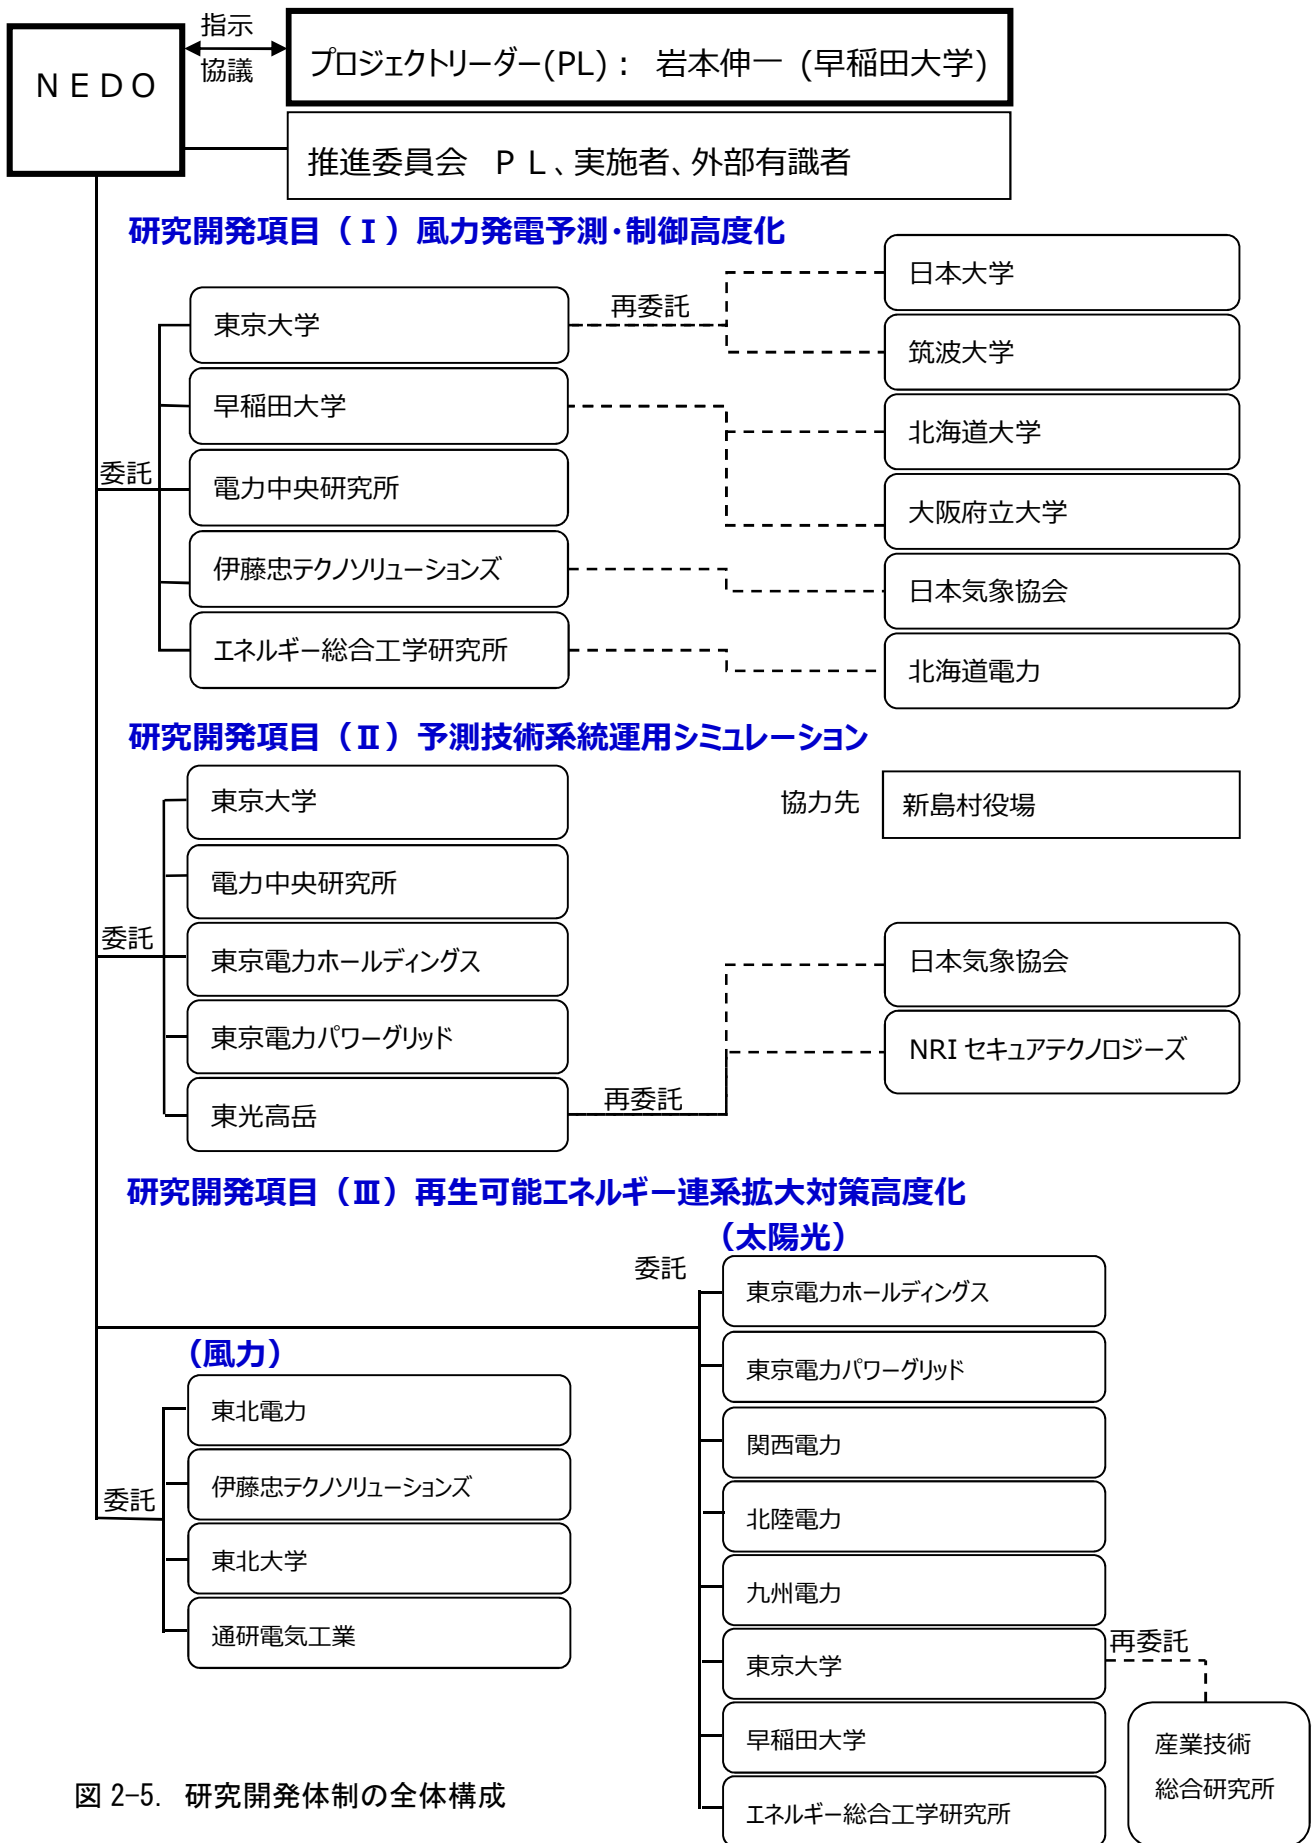 指示
協議
ＮＥＤＯ
プロジェクトリーダー(PL)： 岩本伸一 (早稲田大学)
推進委員会　ＰＬ、実施者、外部有識者
研究開発項目（Ⅰ）風力発電予測・制御高度化
委託
東京大学
早稲田大学
電力中央研究所
伊藤忠テクノソリューションズ
エネルギー総合工学研究所
再委託
日本大学
筑波大学
北海道大学
大阪府立大学
日本気象協会
北海道電力
研究開発項目（Ⅱ）予測技術系統運用シミュレーション
協力先
新島村役場
委託
東京大学
電力中央研究所
東京電力ホールディングス
東京電力パワーグリッド
東光高岳
再委託
日本気象協会
NRI セキュアテクノロジーズ
研究開発項目（Ⅲ）再生可能エネルギー連系拡大対策高度化
（太陽光）
委託
東京電力ホールディングス
東京電力パワーグリッド
関西電力
北陸電力
九州電力
東京大学
早稲田大学
エネルギー総合工学研究所
再委託
産業技術
総合研究所
（風力）
委託
東北電力
伊藤忠テクノソリューションズ
東北大学
通研電気工業
図 2-5. 研究開発体制の全体構成